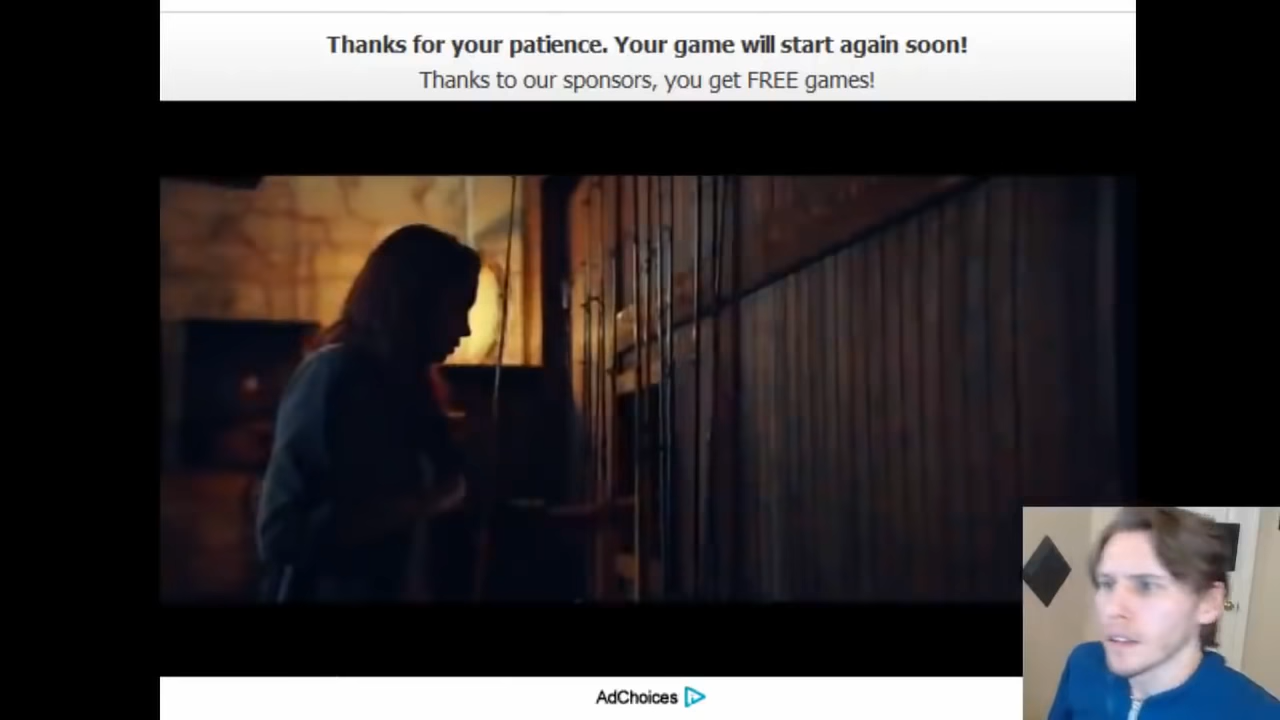 Thanks for your patience. Your game will start again soon!
Thanks to our sponsors, you get FREE games!
AdChoices